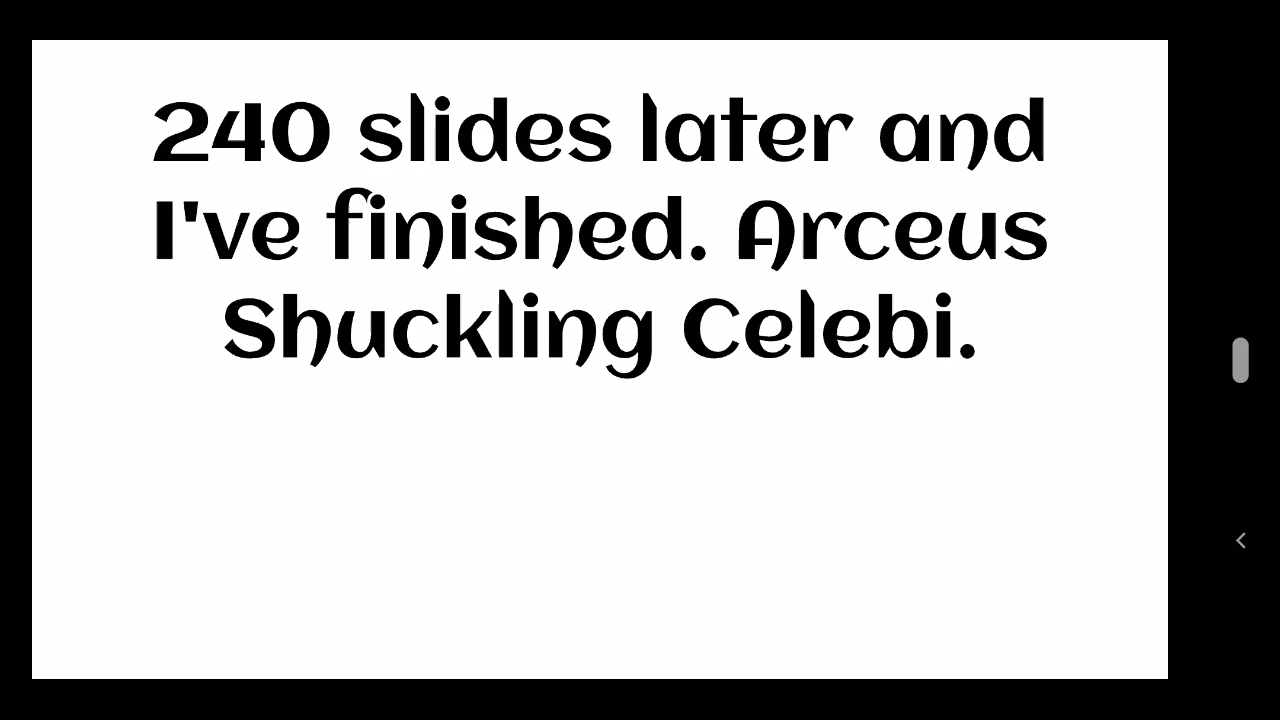 240 slides later and
I've finished. Arceus
Shuckling Celebi.